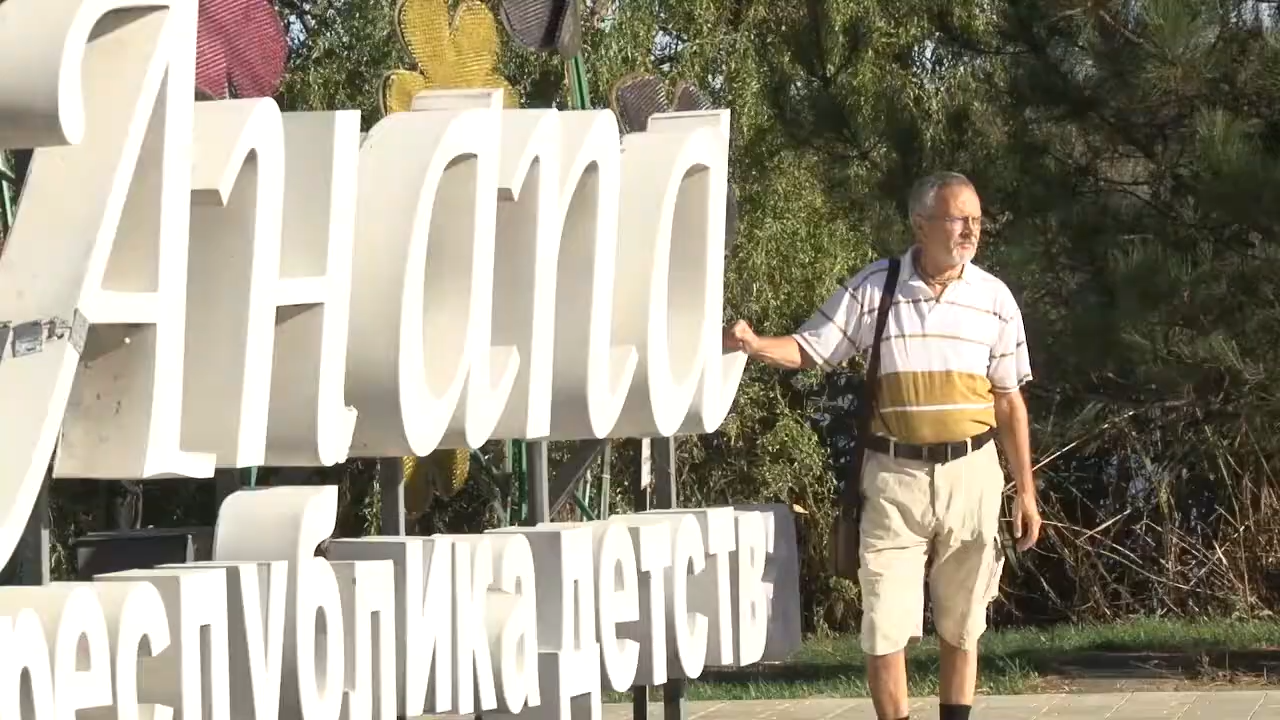 Анапа
республика детств